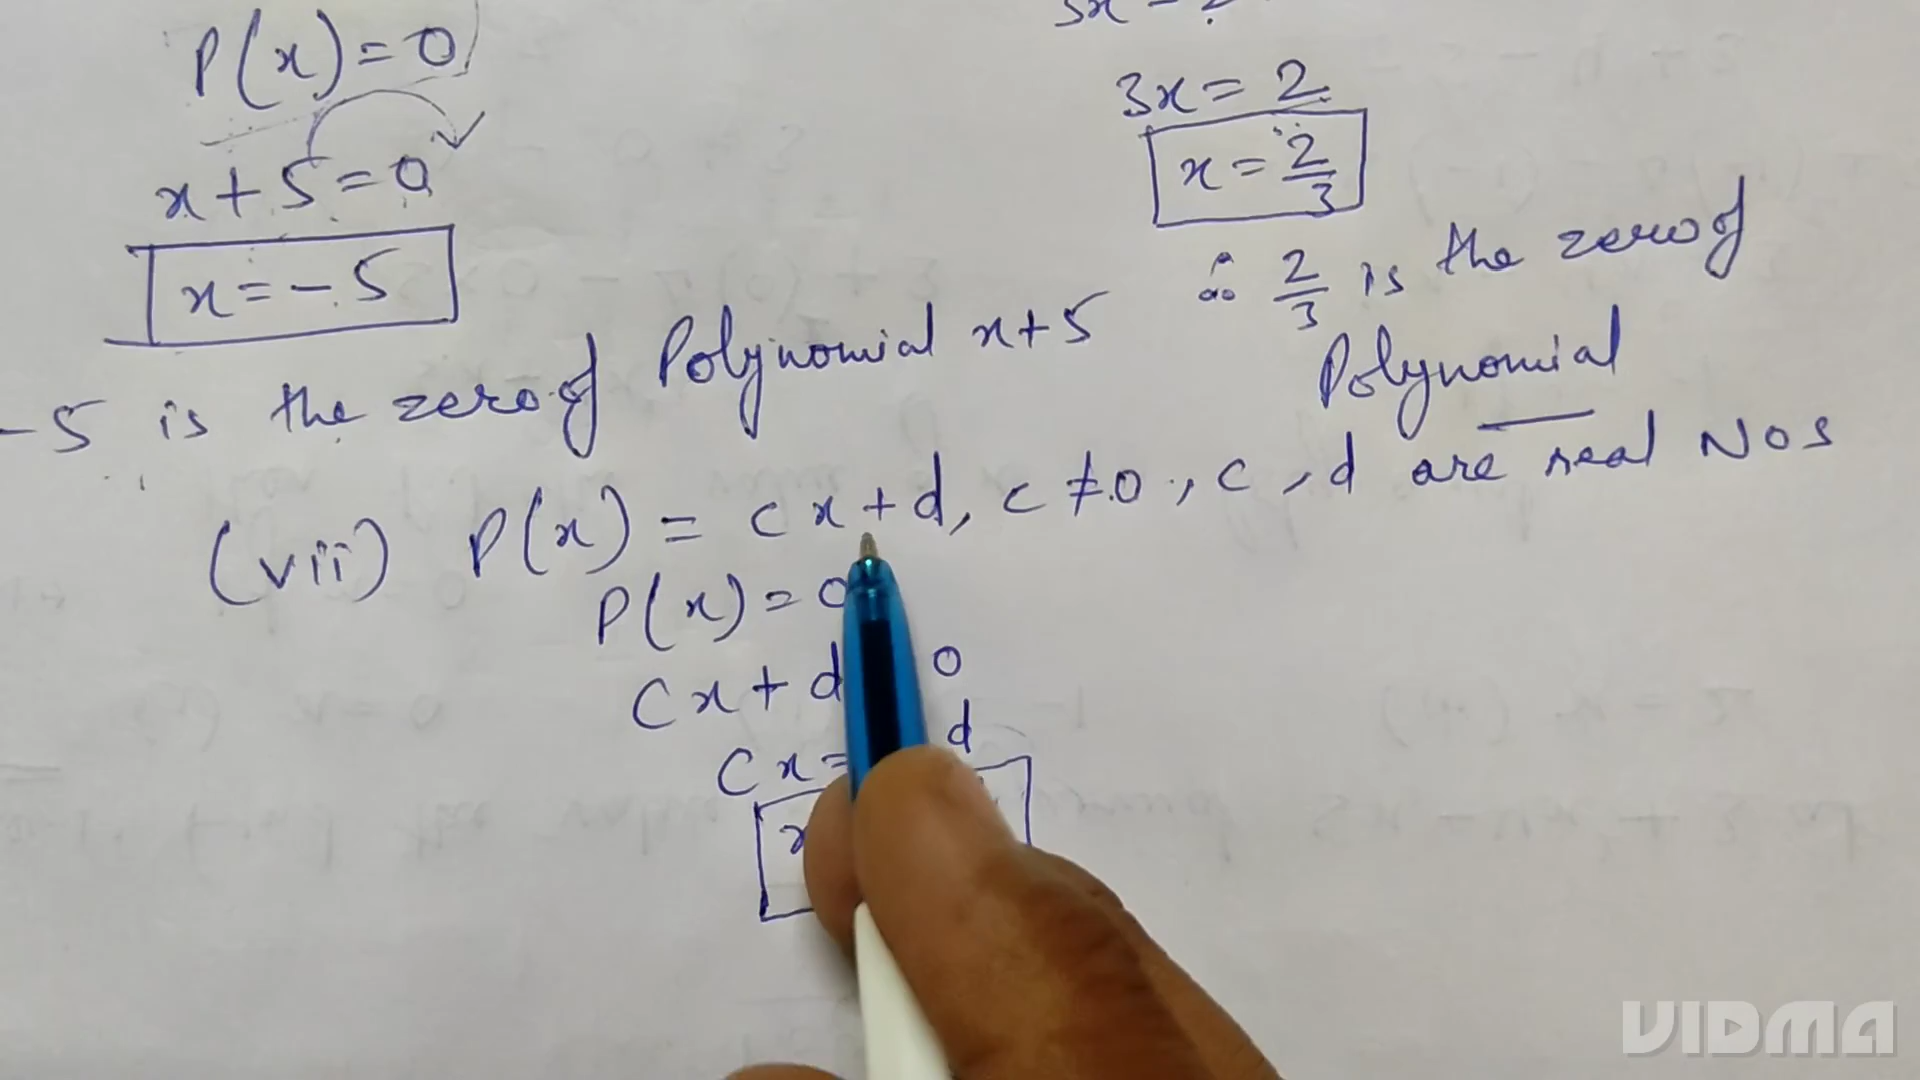 P(x)=0
x+5=0
x=-5
-5 is the zero of Polynomial x+5
3x=2
x=2/3
∴ 2/3 is the zero of
Polynomial
(vii) P(x) = cx+d, c≠0, c, d are real Nos
P(x)=0
Cx+d 0
Cx= d
x
VIDMA